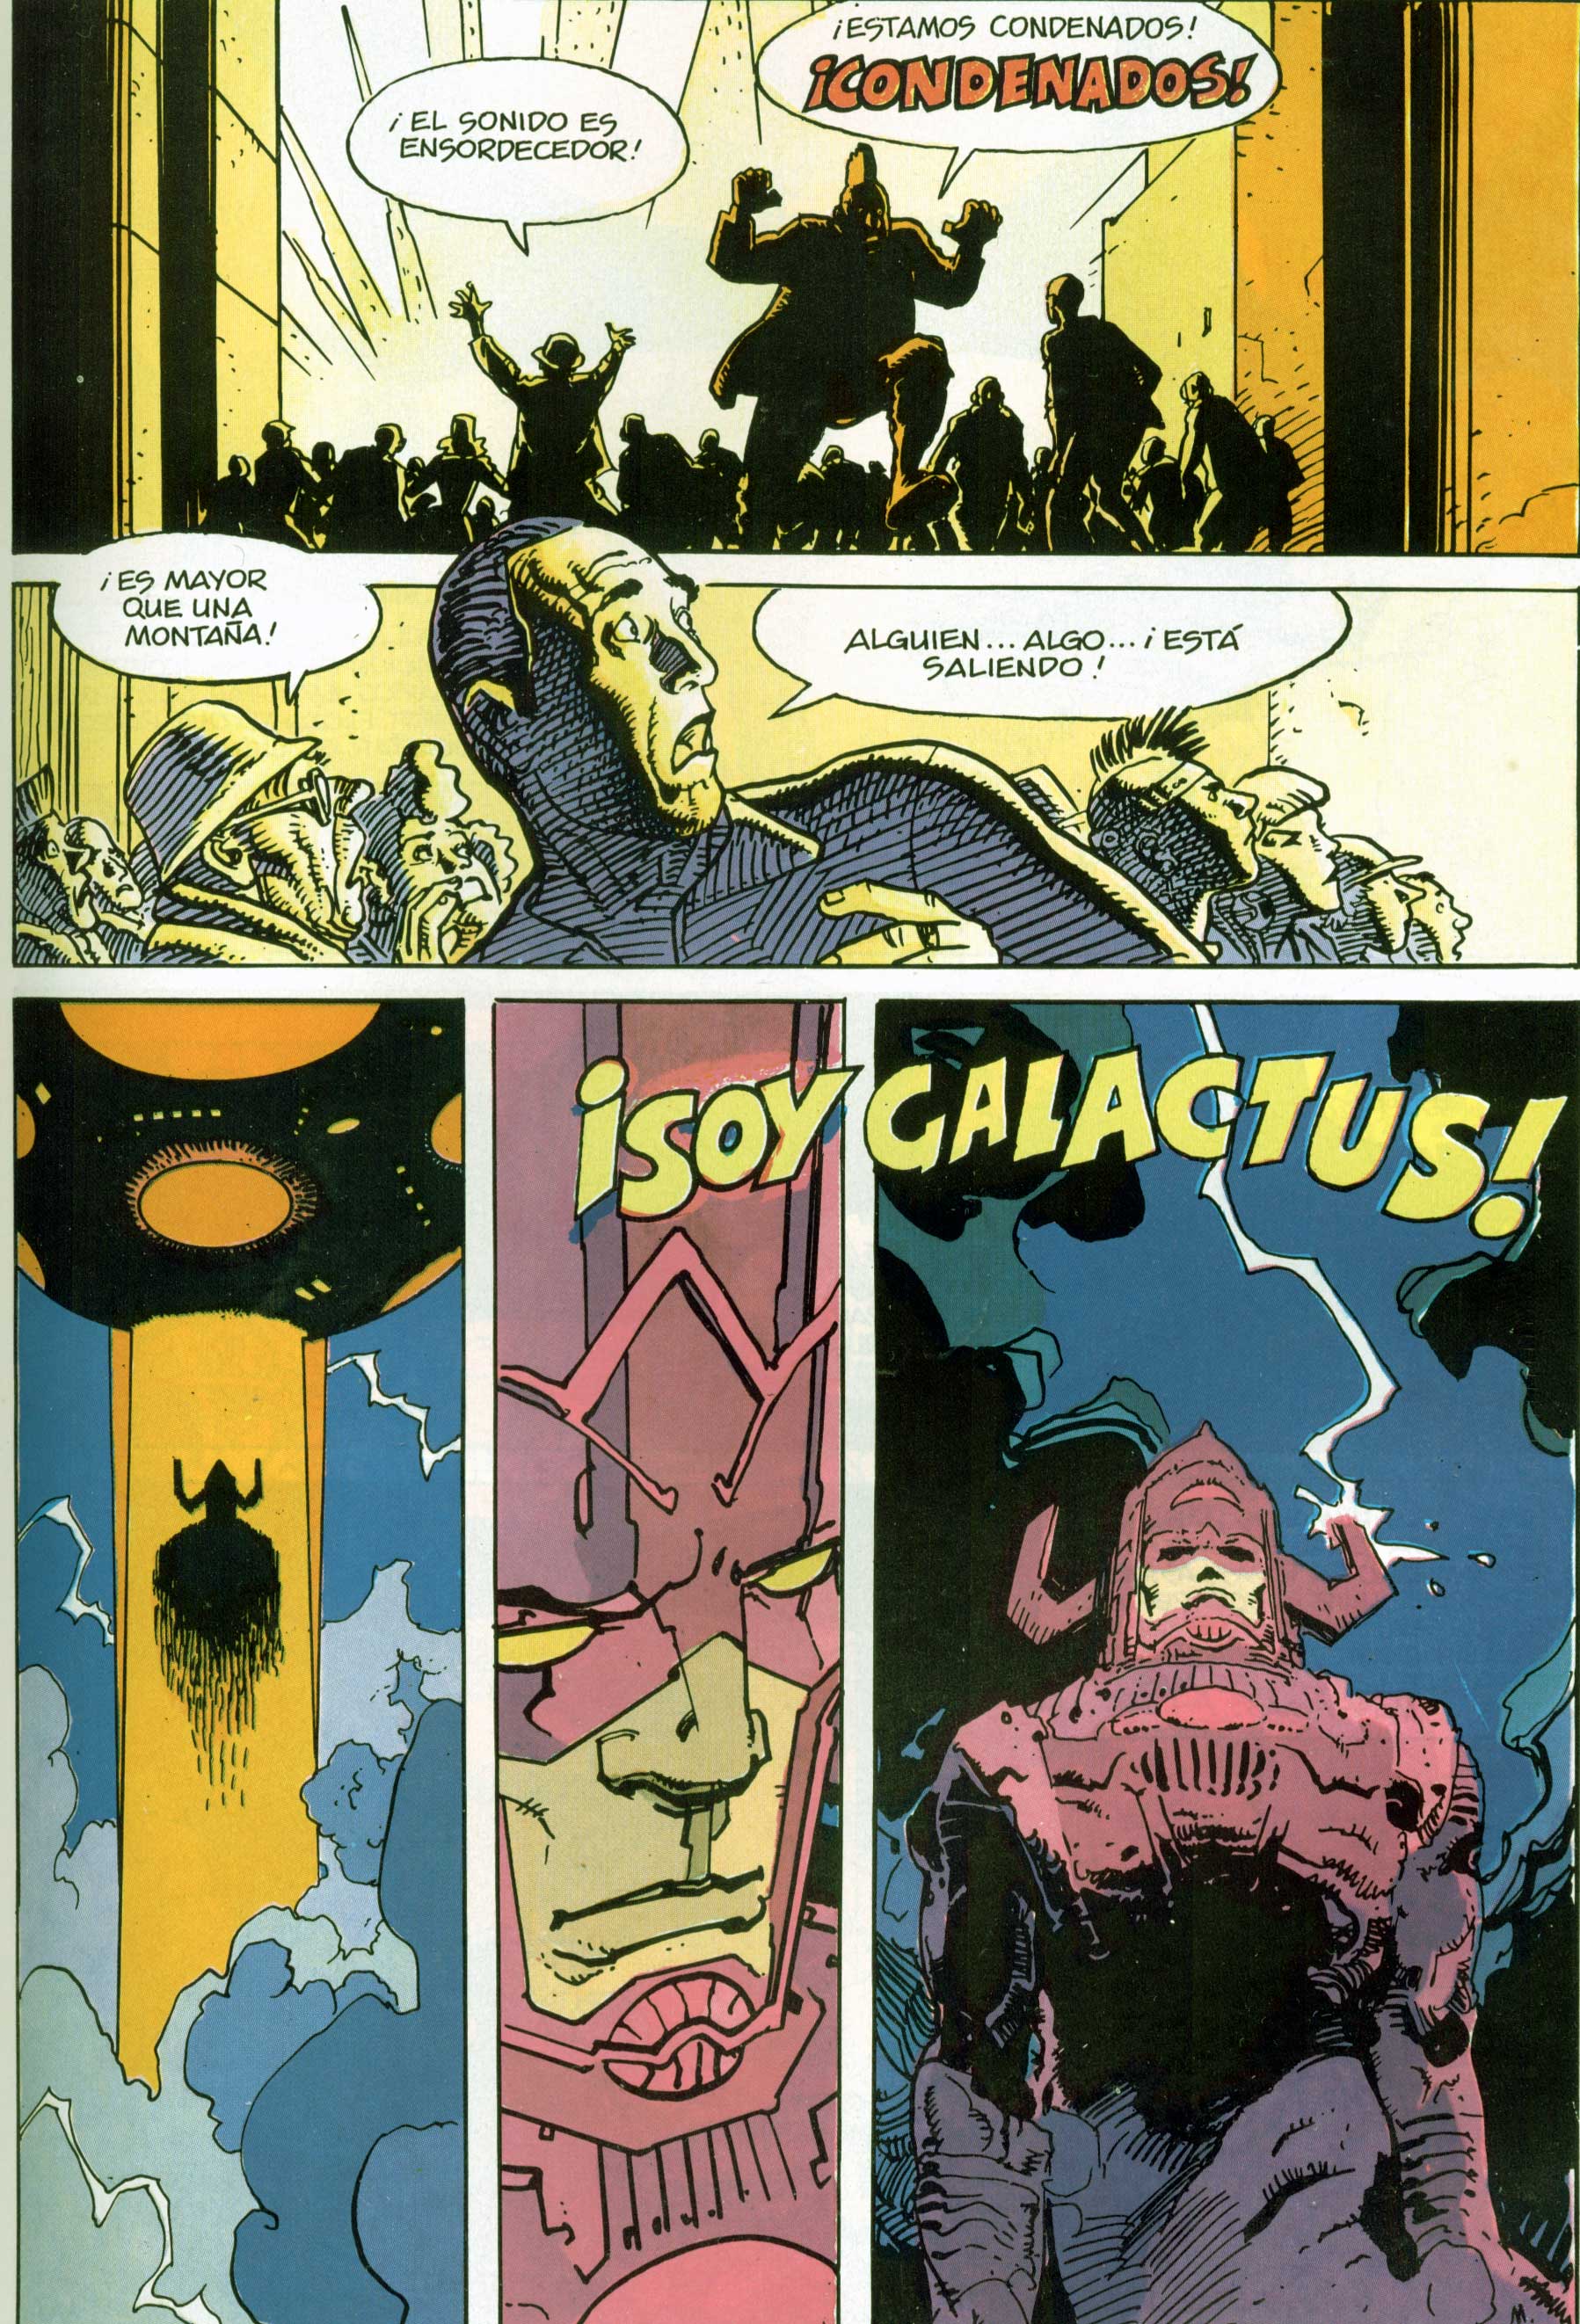 ¡ESTAMOS CONDENADOS!
¡CONDENADOS!
¡EL SONIDO ES
ENSORDECEDOR!
¡ES MAYOR
QUE UNA
MONTAÑA!
ALGUIEN... ALGO... ¡ESTÁ
SALIENDO!
¡SOY GALACTUS!